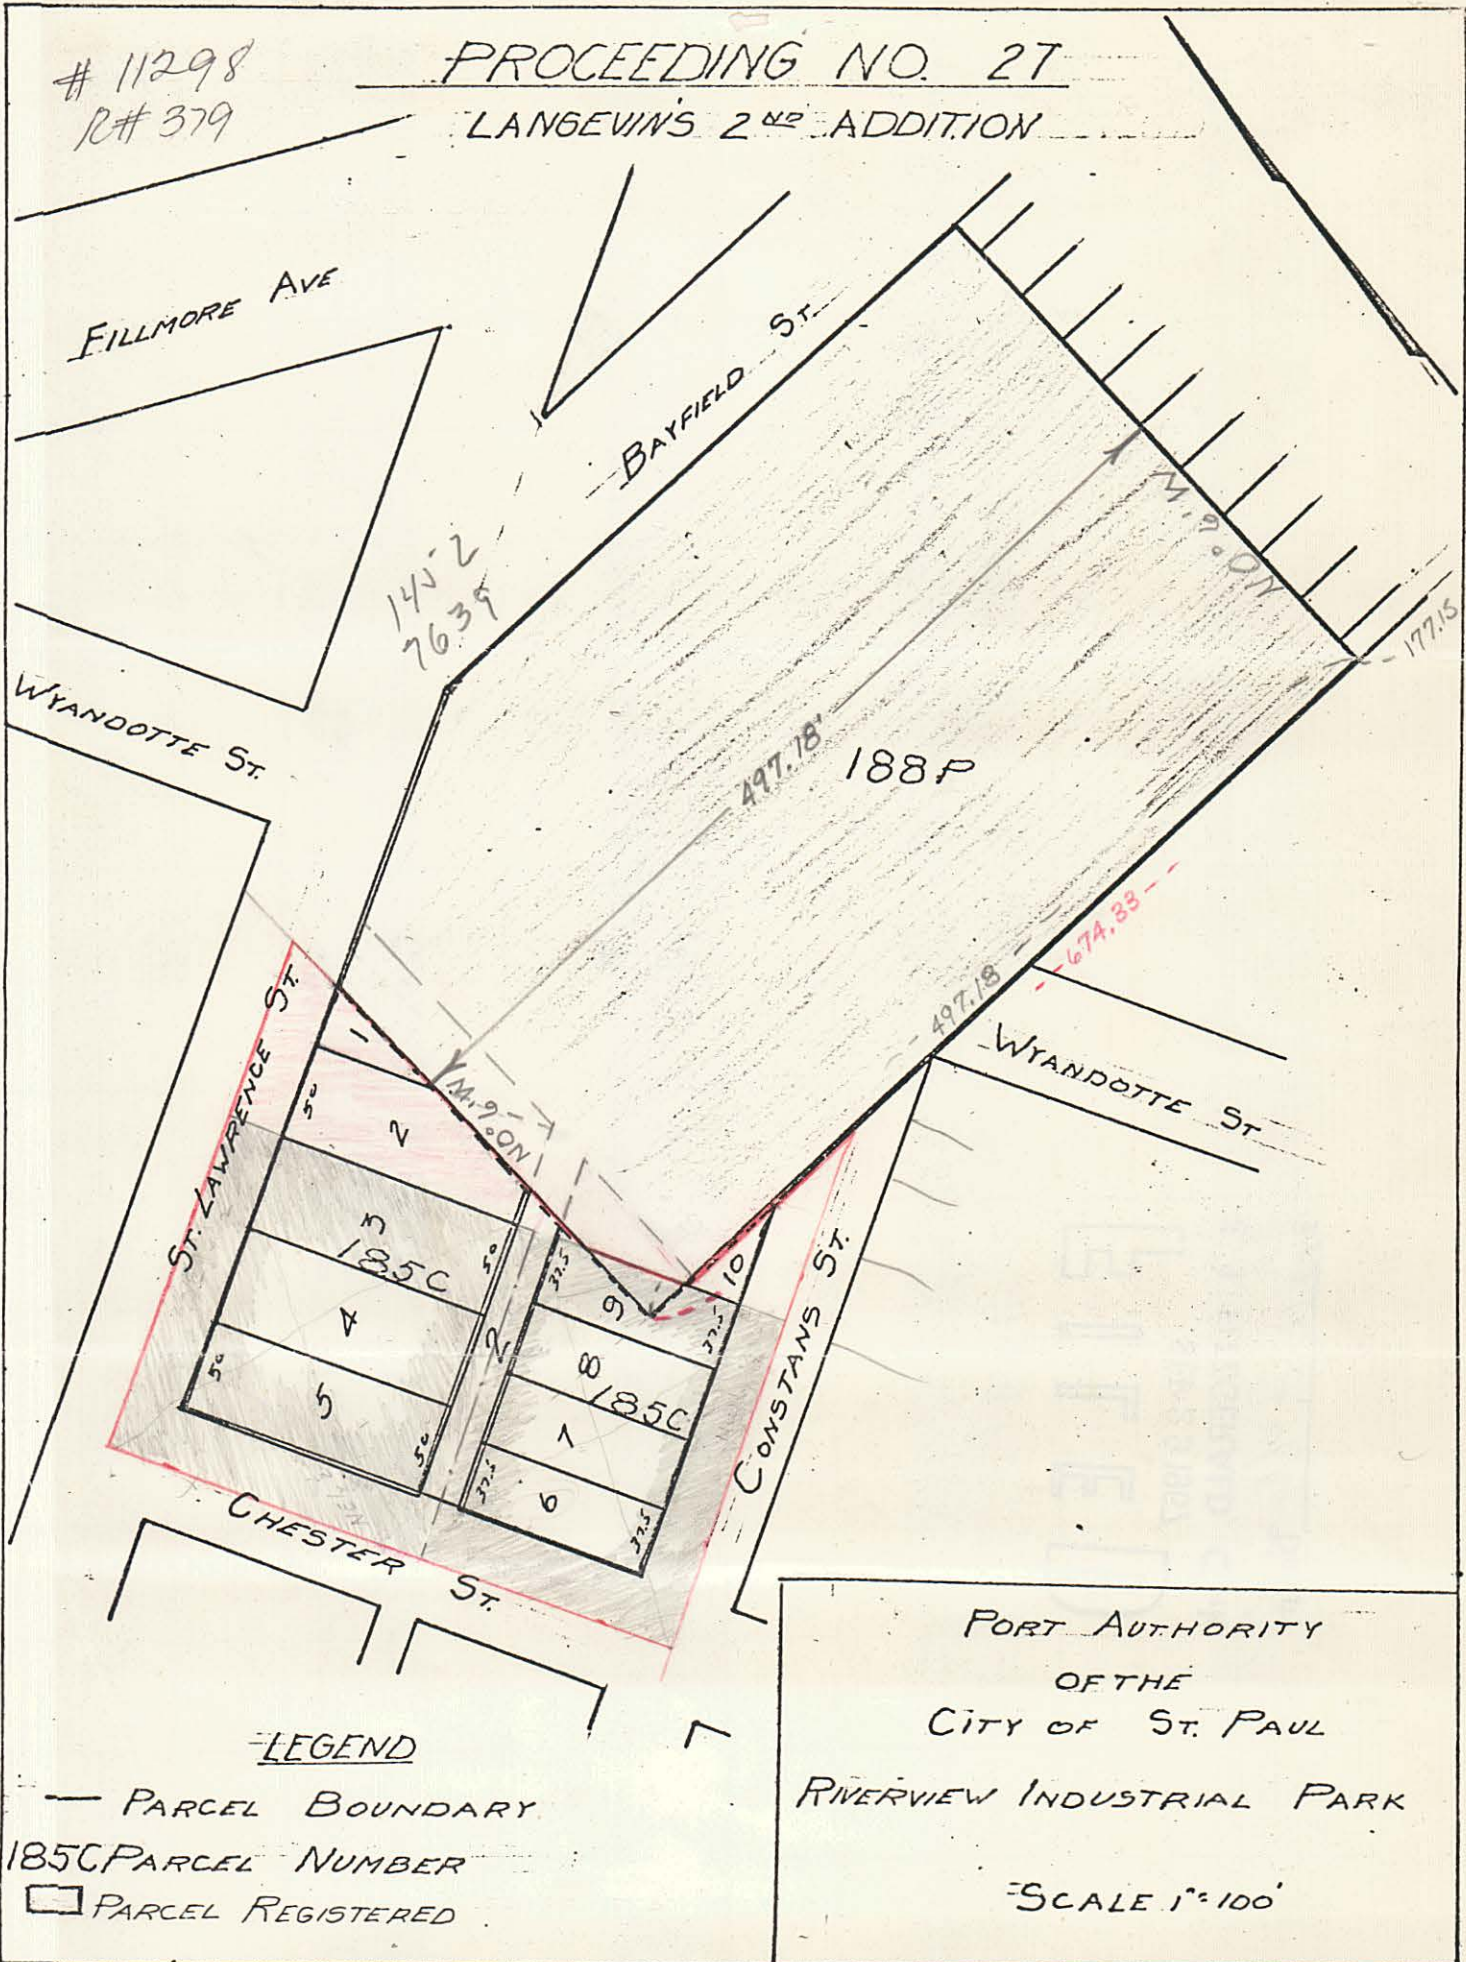 # 11298
R# 379
PROCEEDING NO. 27
LANGEVIN'S 2ND ADDITION
FILLMORE AVE
BAYFIELD ST.
M.2.ON
1452
7639
177.15
WYANDOTTE ST.
497.18'
188P
674.33
497.18
WYANDOTTE ST
ST. LAWRENCE ST.
1
50
2
M.2.ON
3
185C
50
4
50
5
50
2
37.5
9
10
37.5
8
185C
7
37.5
6
37.5
CONSTANS ST.
CHESTER ST.
PORT AUTHORITY
OF THE
CITY OF ST. PAUL
RIVERVIEW INDUSTRIAL PARK
SCALE 1"=100'
LEGEND
PARCEL BOUNDARY
185C PARCEL NUMBER
PARCEL REGISTERED